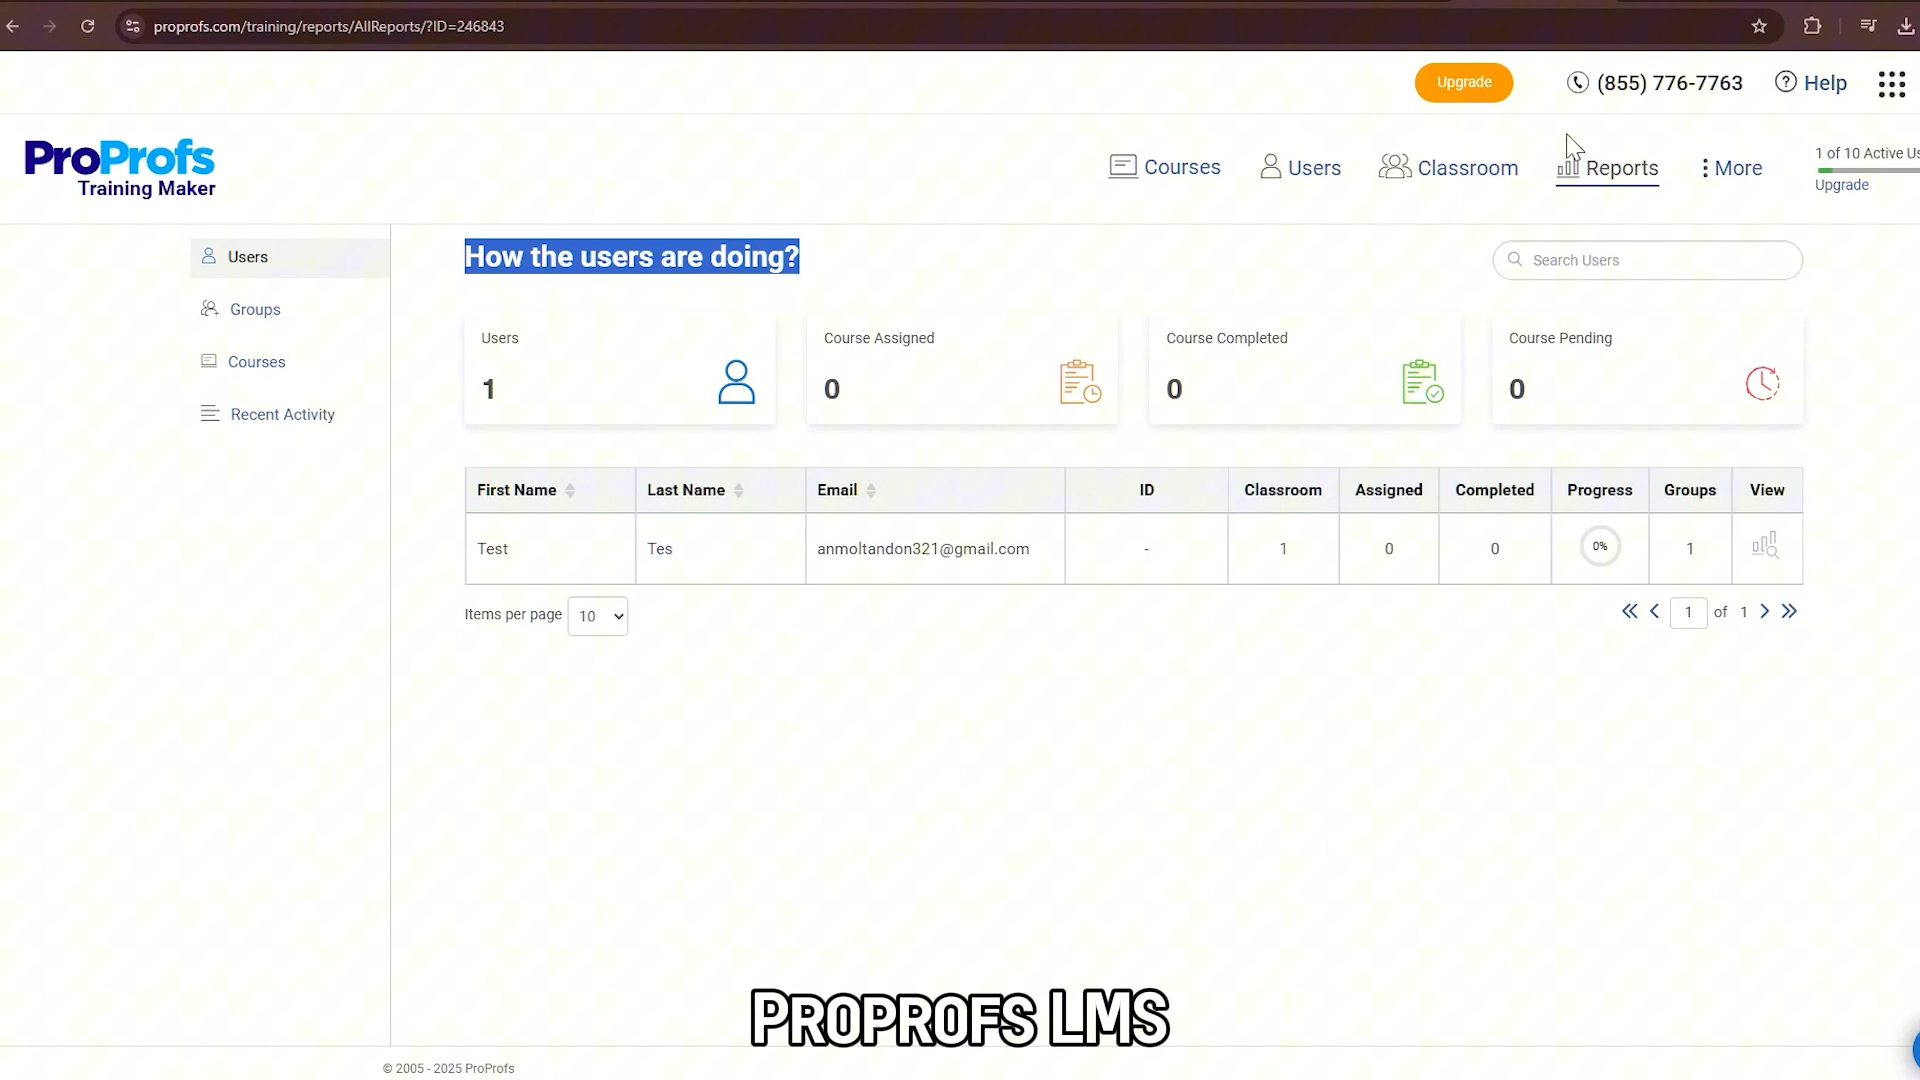 proprofs.com/training/reports/AllReports/?ID=246843
Upgrade
(855) 776-7763
Help
ProProfs
Training Maker
Courses
Users
Classroom
Reports
More
1 of 10 Active Us
Upgrade
Users
Groups
Courses
Recent Activity
How the users are doing?
Search Users
Users
1
Course Assigned
0
Course Completed
0
Course Pending
0
First Name Last Name Email ID Classroom Assigned Completed Progress Groups View
Test Tes anmoltandon321@gmail.com - 1 0 0 0% 1
Items per page 10
1 of 1
PROPROFS LMS
© 2005 - 2025 ProProfs